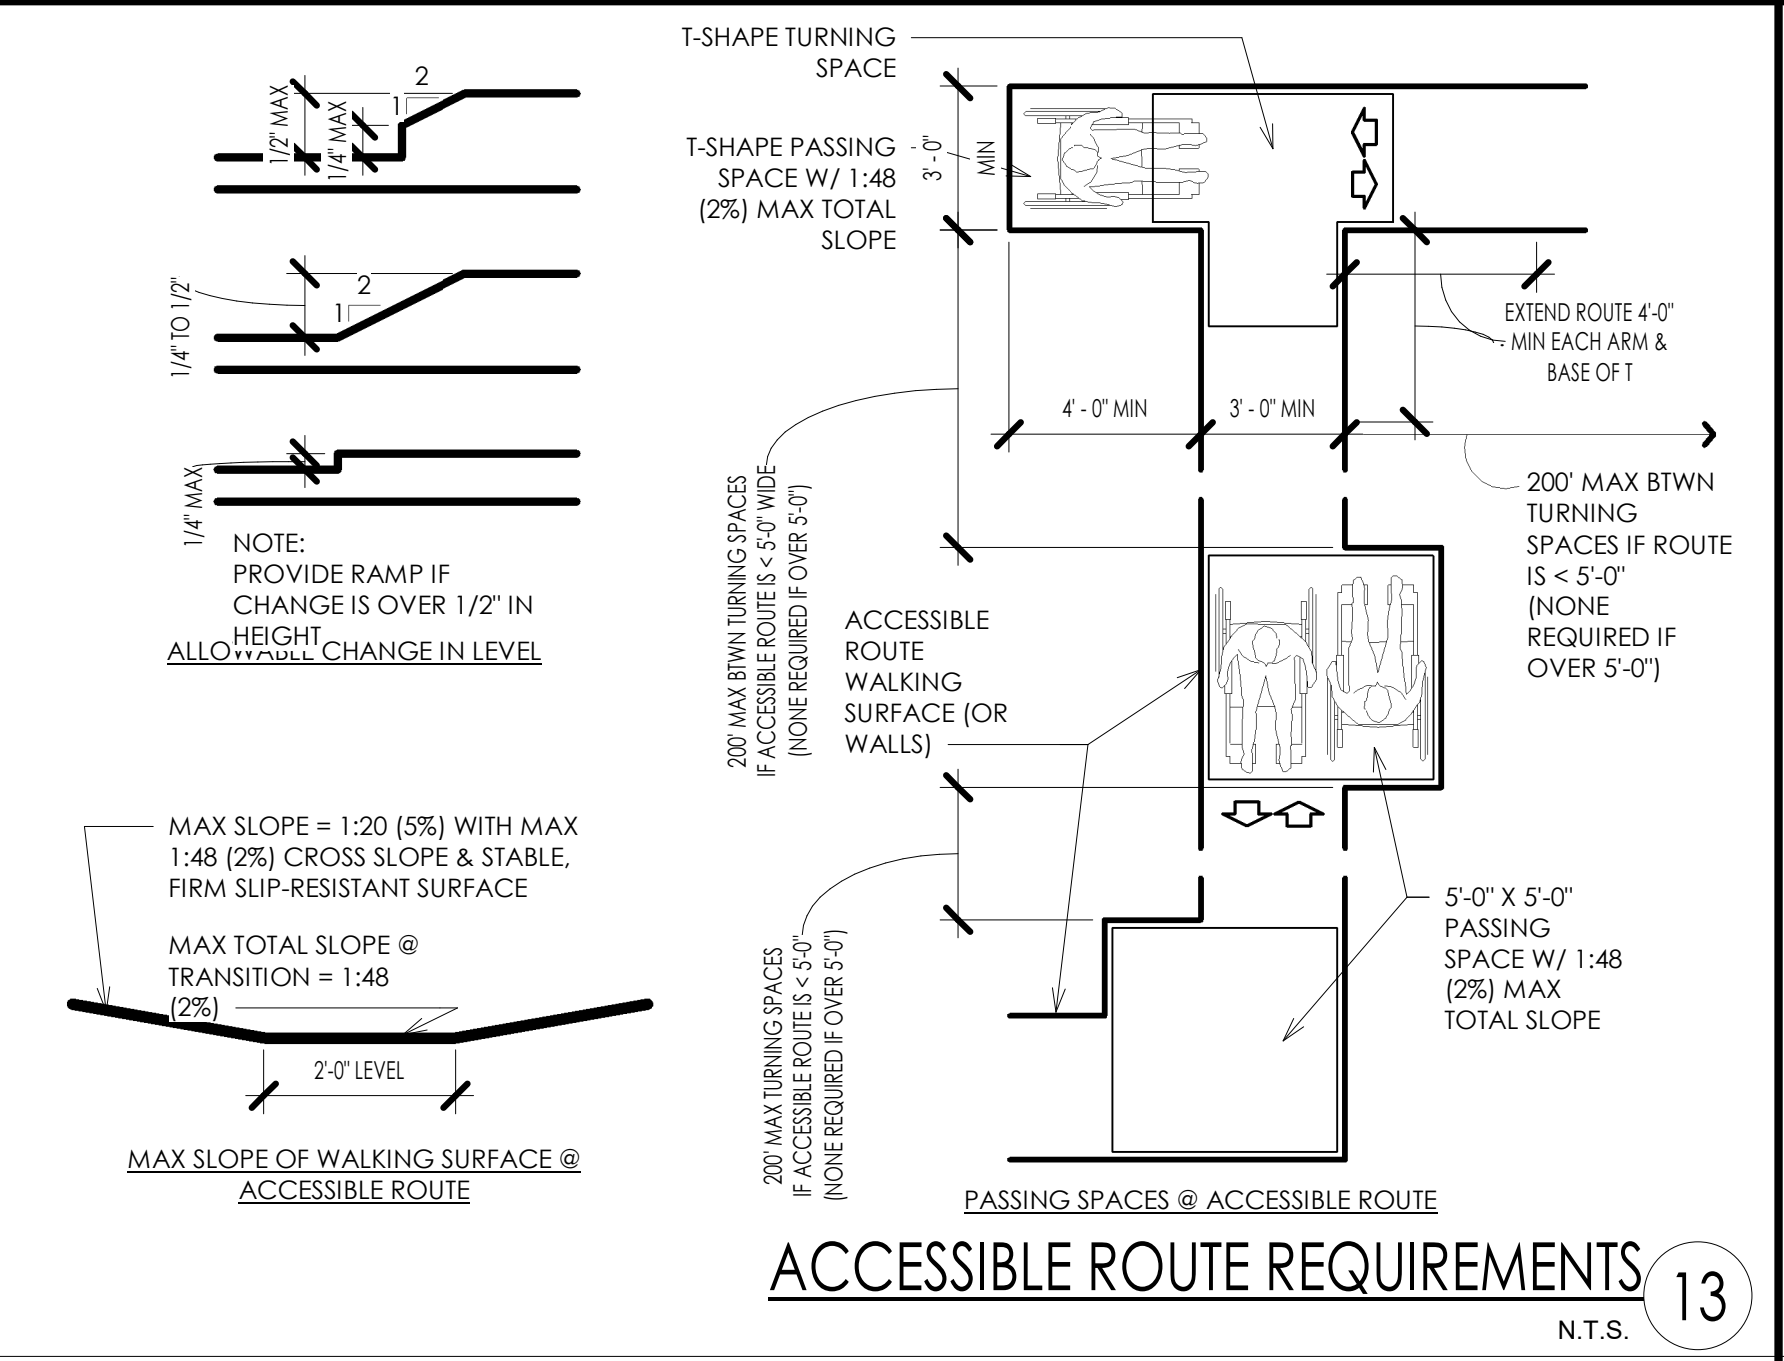 2
1
1/2" MAX
1/4" MAX
2
1
1/4" TO 1/2"
1/4" MAX
NOTE:
PROVIDE RAMP IF
CHANGE IS OVER 1/2" IN
HEIGHT
ALLOWABLE CHANGE IN LEVEL
MAX SLOPE = 1:20 (5%) WITH MAX
1:48 (2%) CROSS SLOPE & STABLE,
FIRM SLIP-RESISTANT SURFACE
MAX TOTAL SLOPE @
TRANSITION = 1:48
(2%)
2'-0" LEVEL
MAX SLOPE OF WALKING SURFACE @
ACCESSIBLE ROUTE
T-SHAPE TURNING
SPACE
T-SHAPE PASSING
SPACE W/ 1:48
(2%) MAX TOTAL
SLOPE
3' - 0"
MIN
EXTEND ROUTE 4'-0"
MIN EACH ARM &
BASE OF T
4' - 0" MIN
3' - 0" MIN
200' MAX BTWN TURNING SPACES
IF ACCESSIBLE ROUTE IS < 5'-0" WIDE
(NONE REQUIRED IF OVER 5'-0")
200' MAX BTWN
TURNING
SPACES IF ROUTE
IS < 5'-0"
(NONE
REQUIRED IF
OVER 5'-0")
ACCESSIBLE
ROUTE
WALKING
SURFACE (OR
WALLS)
5'-0" X 5'-0"
PASSING
SPACE W/ 1:48
(2%) MAX
TOTAL SLOPE
200' MAX TURNING SPACES
IF ACCESSIBLE ROUTE IS < 5'-0"
(NONE REQUIRED IF OVER 5'-0")
PASSING SPACES @ ACCESSIBLE ROUTE
ACCESSIBLE ROUTE REQUIREMENTS
13
N.T.S.